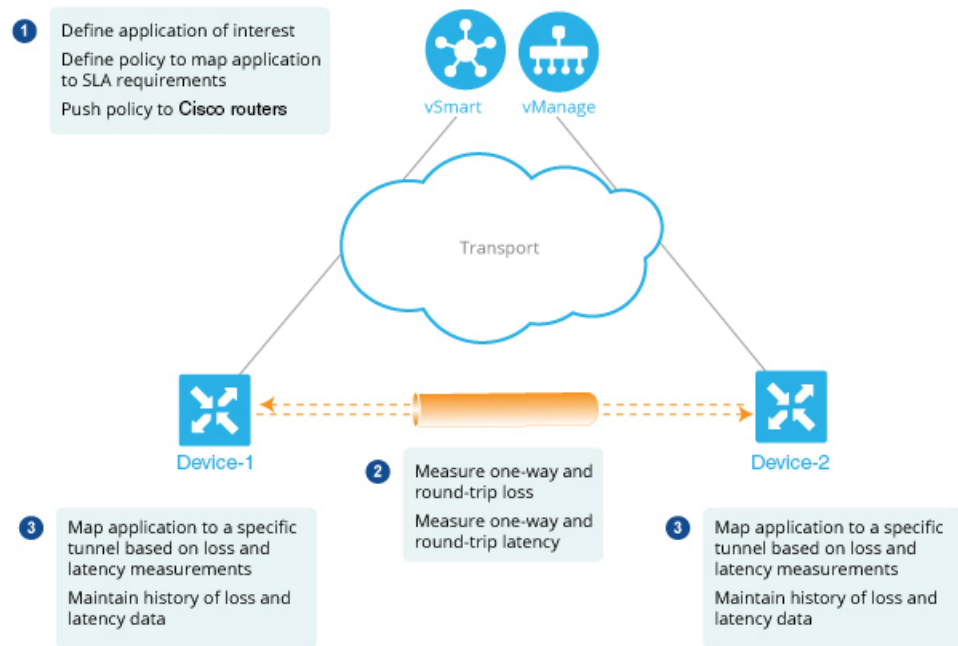 1
Define application of interest
Define policy to map application
to SLA requirements
Push policy to Cisco routers
vSmart
vManage
Transport
Device-1
Device-2
2
Measure one-way and
round-trip loss
Measure one-way and
round-trip latency
3
Map application to a specific
tunnel based on loss and
latency measurements
Maintain history of loss and
latency data
3
Map application to a specific
tunnel based on loss and
latency measurements
Maintain history of loss and
latency data